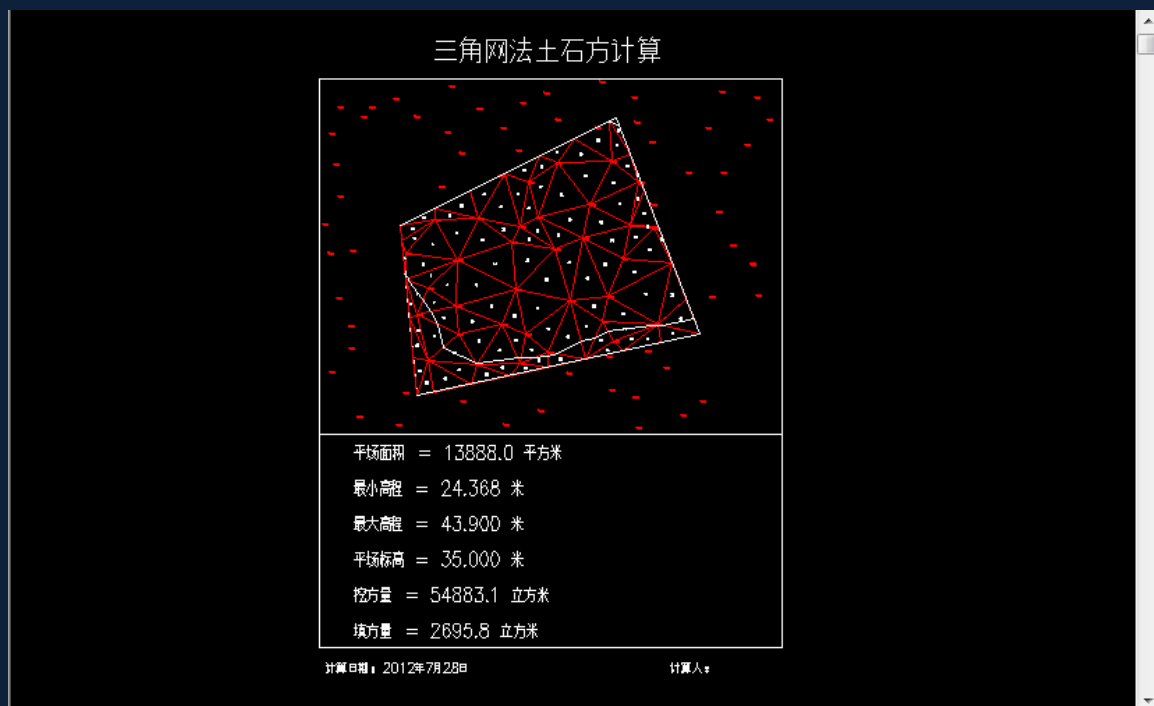 三角网法土石方计算
平场面积 = 13888.0 平方米
最小高程 = 24.368 米
最大高程 = 43.900 米
平场标高 = 35.000 米
挖方量 = 54883.1 立方米
填方量 = 2695.8 立方米
计算日期：2012年7月28日 计算人：